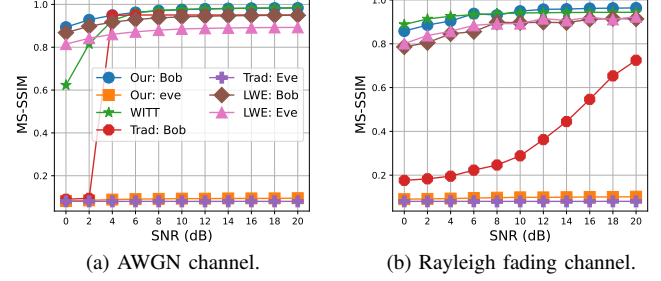 1.0
0.8
0.6
0.4
0.2
MS-SSIM
Our: Bob
Our: eve
WITT
Trad: Bob
Trad: Eve
LWE: Bob
LWE: Eve
0 2 4 6 8 10 12 14 16 18 20
SNR (dB)
(a) AWGN channel.
1.0
0.8
0.6
0.4
0.2
MS-SSIM
0 2 4 6 8 10 12 14 16 18 20
SNR (dB)
(b) Rayleigh fading channel.